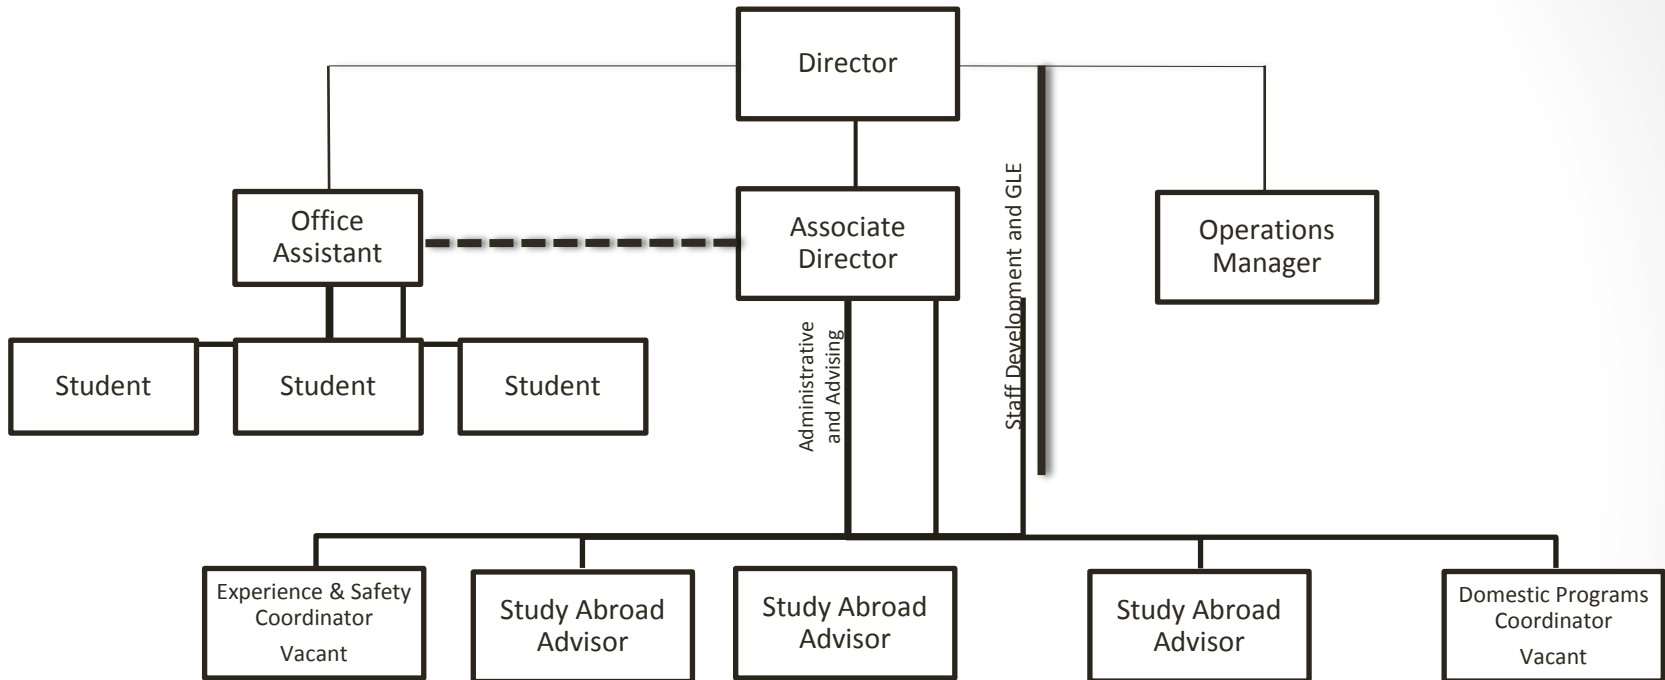 Director
Office
Assistant
Associate
Director
Staff Development and GLE
Operations
Manager
Administrative
and Advising
Student
Student
Student
Experience & Safety
Coordinator
Vacant
Study Abroad
Advisor
Study Abroad
Advisor
Study Abroad
Advisor
Domestic Programs
Coordinator
Vacant